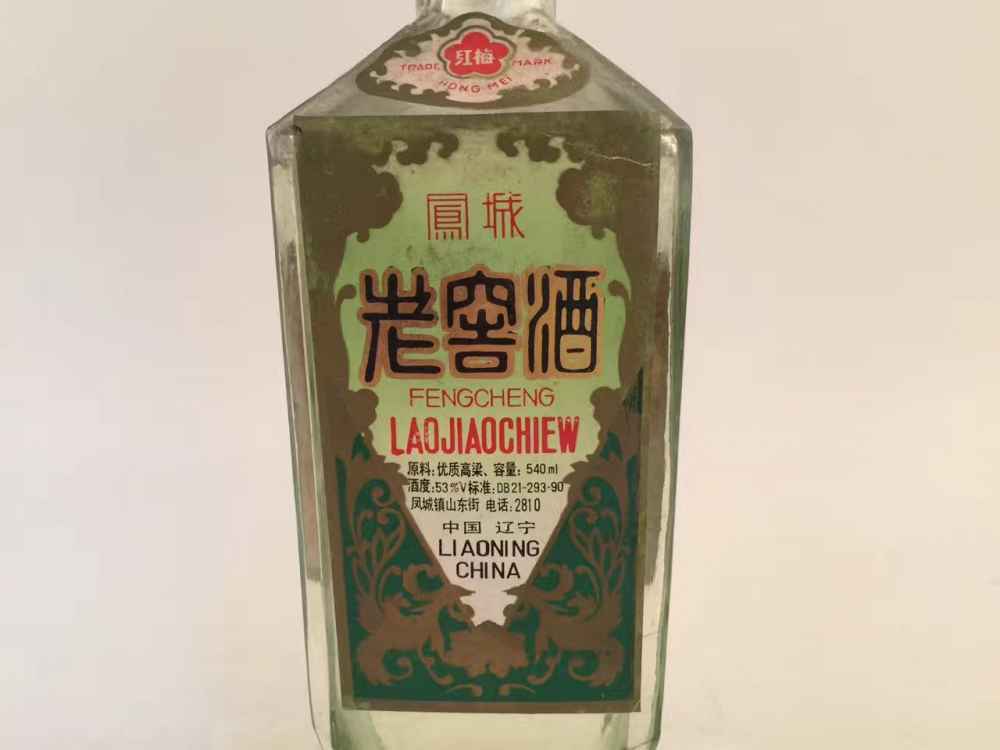 红梅
TRADE MARK
HONG MEI
鳳城
老窖酒
FENGCHENG
LAOJIAOCHIEW
原料:优质高粱、容量:540ml
酒度:53%V标准:DB21-293-90
凤城镇山东街 电话:2810
中国 辽宁
LIAONING
CHINA